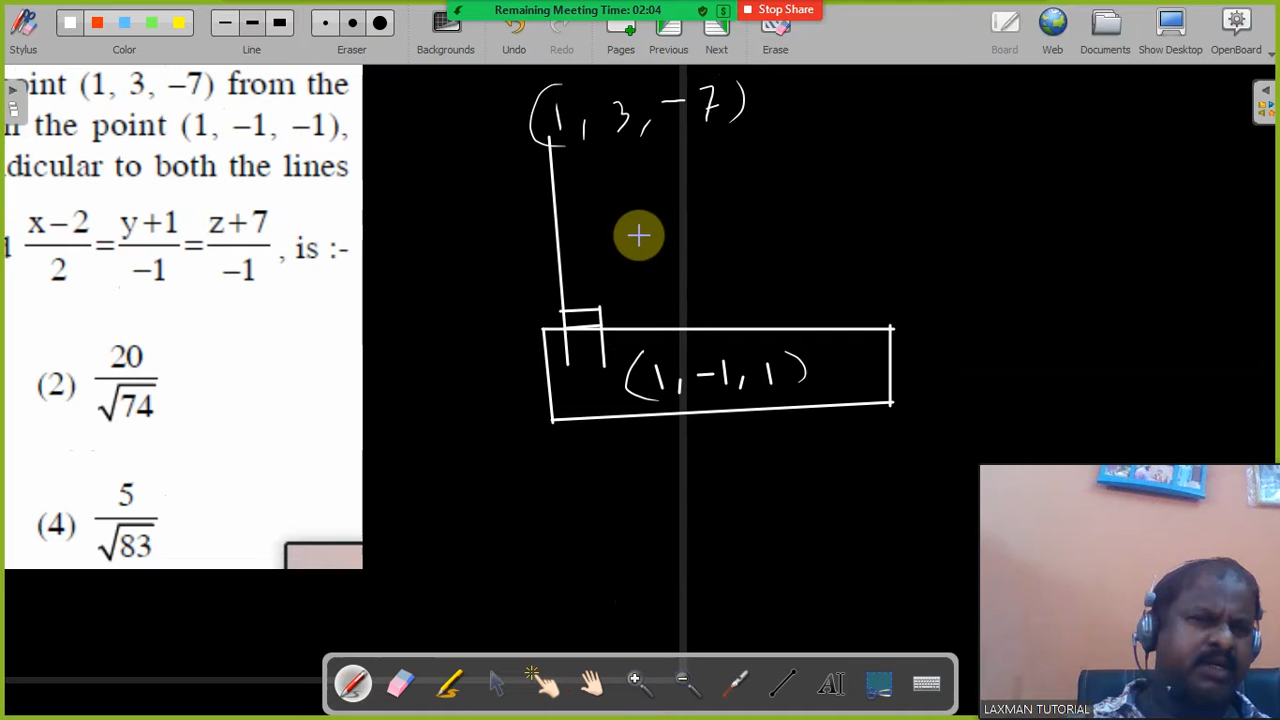 Remaining Meeting Time: 02:04
Stop Share
Stylus
Color
Line
Eraser
Backgrounds
Undo
Redo
Pages
Previous
Next
Erase
Board
Web
Documents
Show Desktop
OpenBoard
oint (1, 3, –7) from the
n the point (1, –1, –1),
dicular to both the lines
x–2/2 = y+1/–1 = z+7/–1 , is :-
(2) 20/√74
(4) 5/√83
(1, 3, -7)
(1, -1, 1)
AI
LAXMAN TUTORIAL